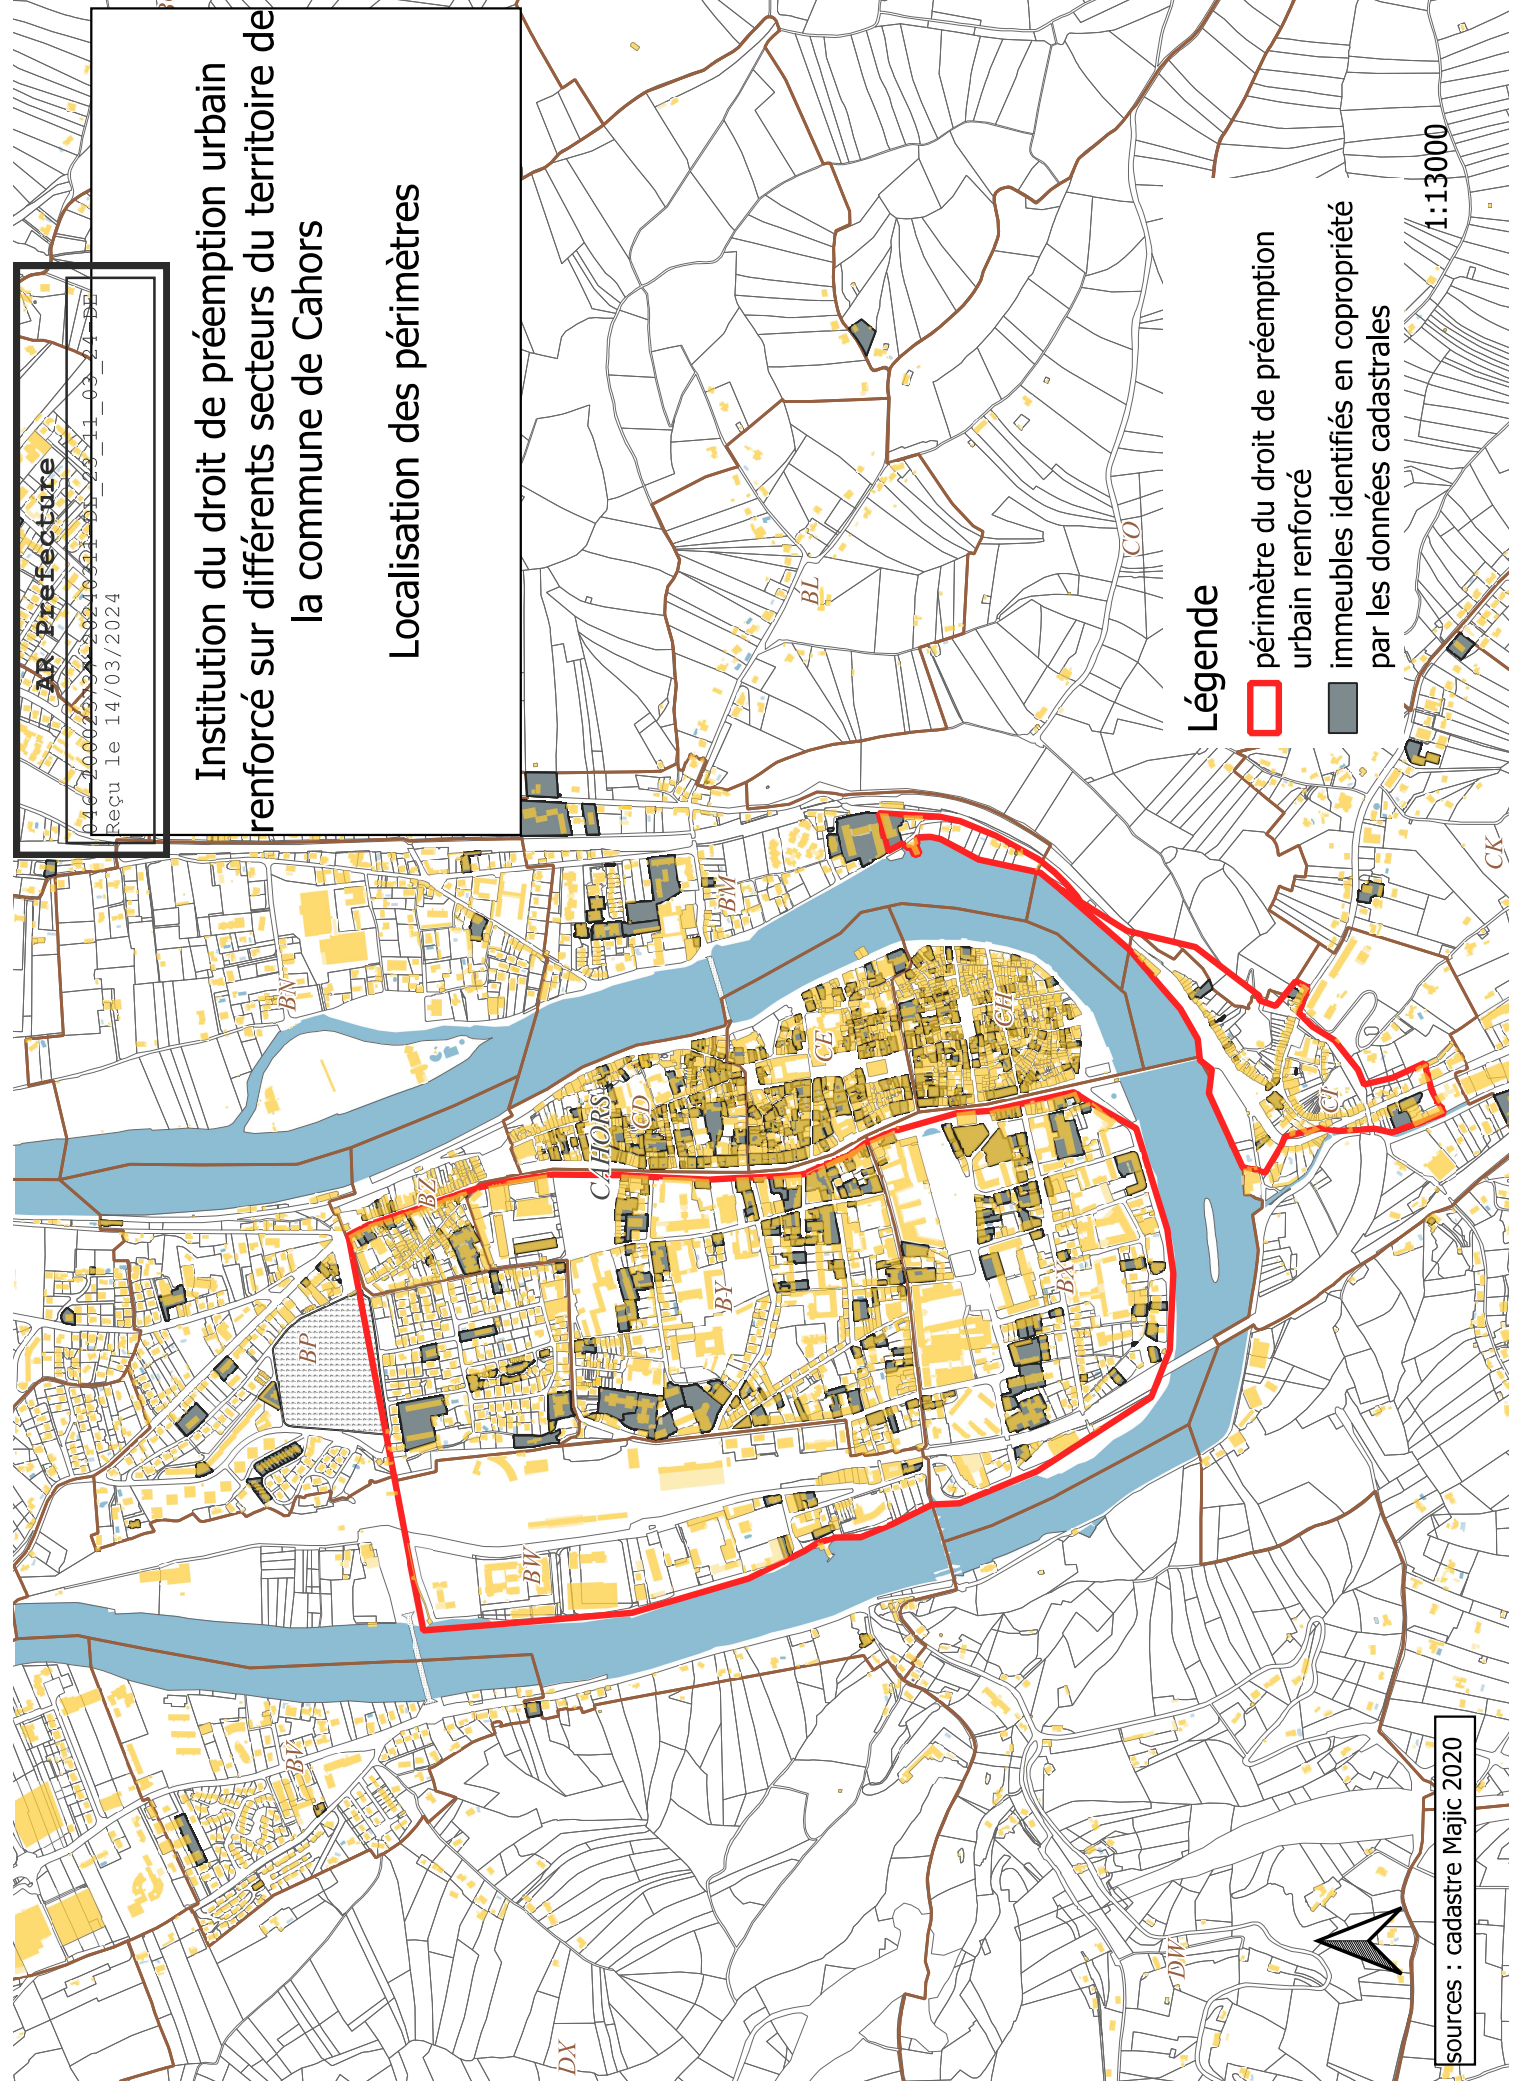 AR Prefecture
Reçu le 14/03/2024
Institution du droit de préemption urbain
renforcé sur différents secteurs du territoire de
la commune de Cahors
Localisation des périmètres
BN
BM
BL
CO
CK
CAHORS
CD
CE
CH
CI
BZ
BY
BX
BP
BW
BV
DX
DW
Légende
périmètre du droit de préemption
urbain renforcé
immeubles identifiés en copropriété
par les données cadastrales
1:13000
sources : cadastre Majic 2020